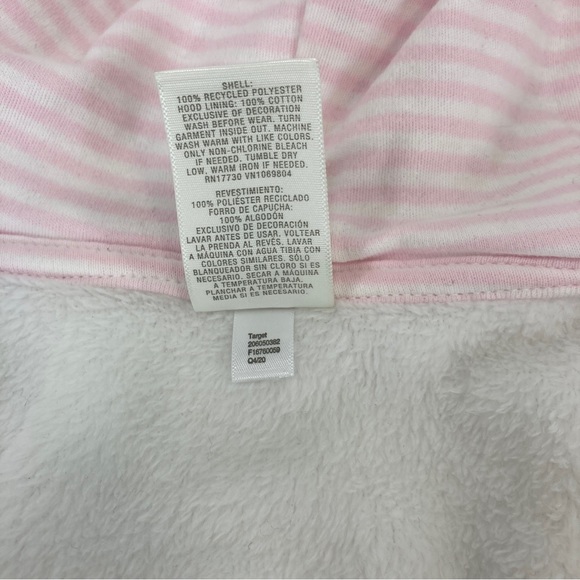 SHELL:
100% RECYCLED POLYESTER
HOOD LINING: 100% COTTON
EXCLUSIVE OF DECORATION
WASH BEFORE WEAR. TURN
GARMENT INSIDE OUT. MACHINE
WASH WARM WITH LIKE COLORS.
ONLY NON-CHLORINE BLEACH
IF NEEDED. TUMBLE DRY
LOW. WARM IRON IF NEEDED.
RN17730 VN1069804
REVESTIMIENTO:
100% POLIÉSTER RECICLADO
FORRO DE CAPUCHA:
100% ALGODÓN
EXCLUSIVO DE DECORACIÓN
LAVAR ANTES DE USAR. VOLTEAR
LA PRENDA AL REVÉS. LAVAR
A MÁQUINA CON AGUA TIBIA CON
COLORES SIMILARES. SÓLO
BLANQUEADOR SIN CLORO SI ES
NECESARIO. SECAR A MÁQUINA
A TEMPERATURA BAJA.
PLANCHAR A TEMPERATURA
MEDIA SI ES NECESARIO.
Target
206050382
F16760059
Q4/20